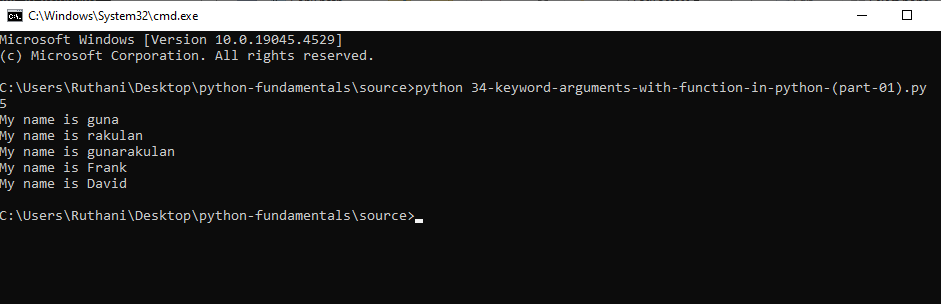 C:\Windows\System32\cmd.exe
Microsoft Windows [Version 10.0.19045.4529]
(c) Microsoft Corporation. All rights reserved.
C:\Users\Ruthani\Desktop\python-fundamentals\source>python 34-keyword-arguments-with-function-in-python-(part-01).py
5
My name is guna
My name is rakulan
My name is gunarakulan
My name is Frank
My name is David
C:\Users\Ruthani\Desktop\python-fundamentals\source>